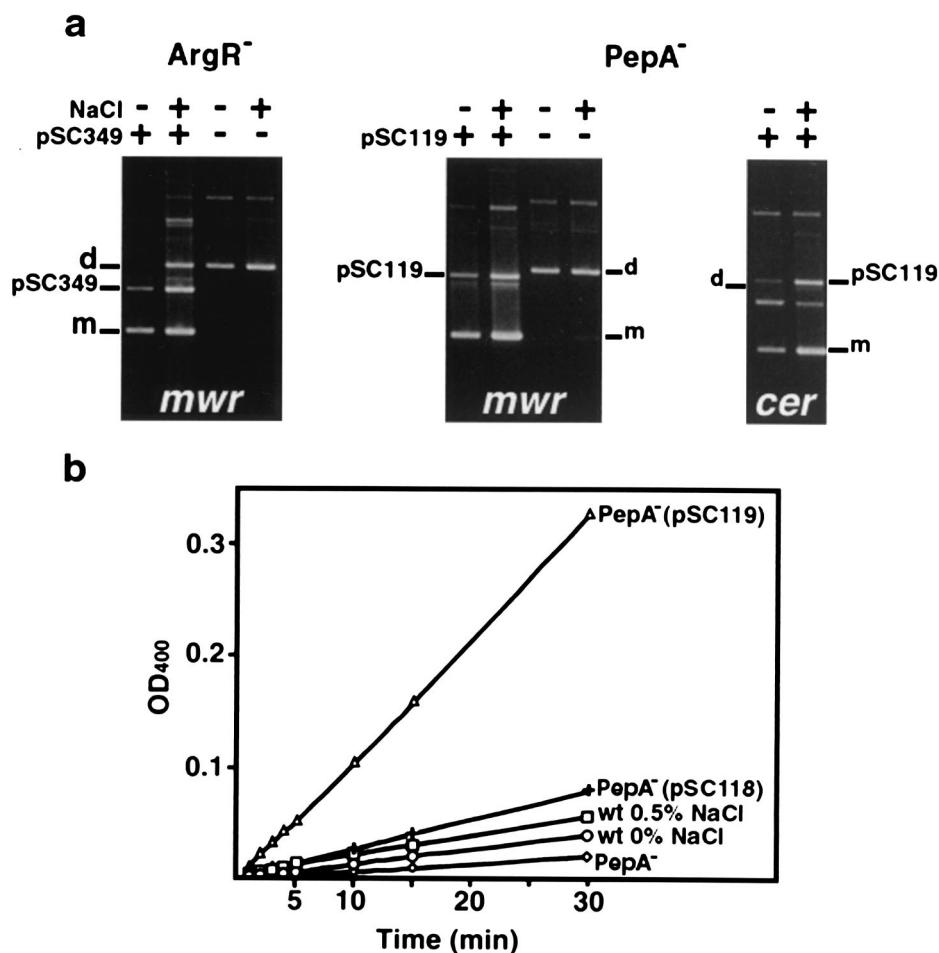 a
ArgR⁻ PepA⁻
NaCl - + - + - + - + - +
pSC349 + + - - pSC119 + + - - + +
d
pSC349
m
mwr
pSC119
d
m
mwr
d
pSC119
m
cer
b
OD₄₀₀
0.3
0.2
0.1
PepA⁻(pSC119)
PepA⁻(pSC118)
wt 0.5% NaCl
wt 0% NaCl
PepA⁻
5 10 20 30
Time (min)